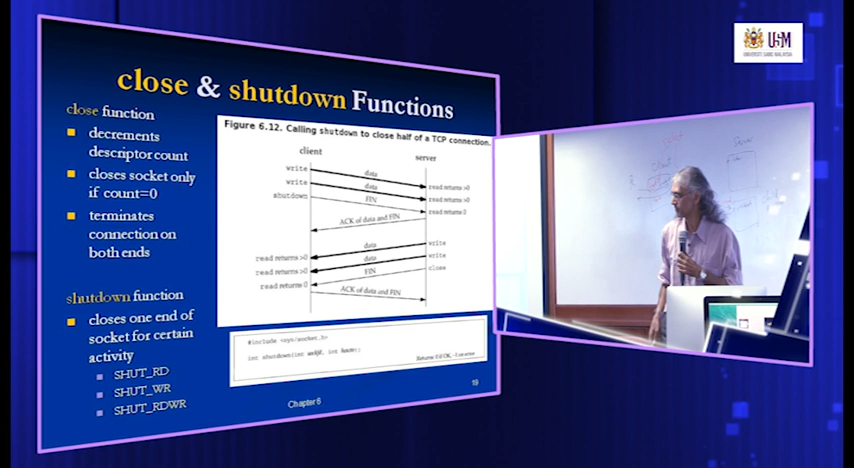 USM
UNIVERSITI SAINS MALAYSIA
close & shutdown Functions
close function
decrements
descriptor count
closes socket only
if count=0
terminates
connection on
both ends
shutdown function
closes one end of
socket for certain
activity
SHUT_RD
SHUT_WR
SHUT_RDWR
Figure 6.12. Calling shutdown to close half of a TCP connection.
client
server
write
data
write
data
read returns >0
shutdown
FIN
read returns >0
read returns 0
ACK of data and FIN
data
write
read returns >0
data
write
read returns >0
FIN
close
read returns 0
ACK of data and FIN
#include <sys/socket.h>
int shutdown(int sockfd, int howto);
Returns: 0 if OK, -1 on error
Chapter 6
19
Server